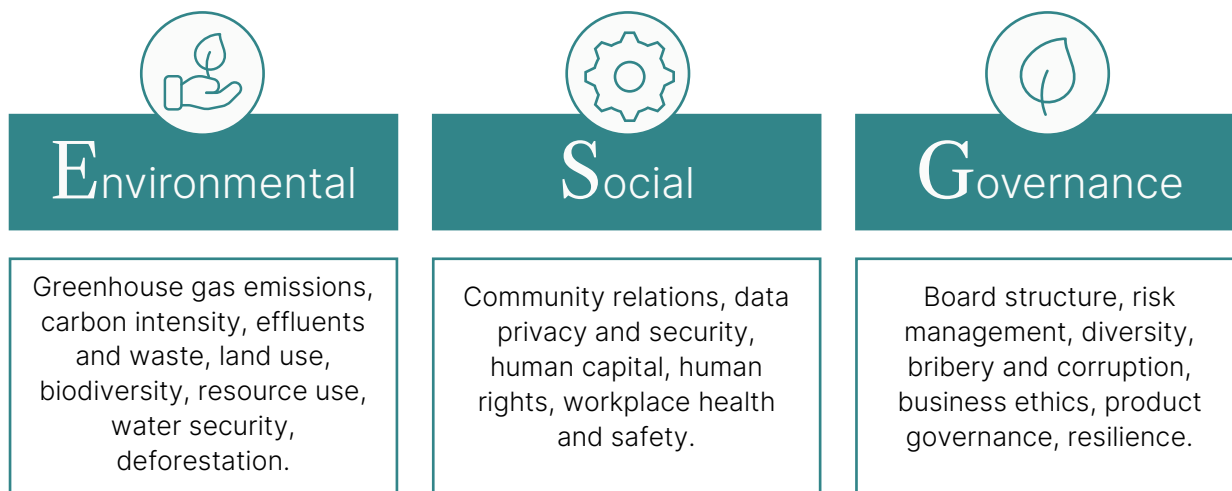 Environmental
Greenhouse gas emissions,
carbon intensity, effluents
and waste, land use,
biodiversity, resource use,
water security,
deforestation.
Social
Community relations, data
privacy and security,
human capital, human
rights, workplace health
and safety.
Governance
Board structure, risk
management, diversity,
bribery and corruption,
business ethics, product
governance, resilience.